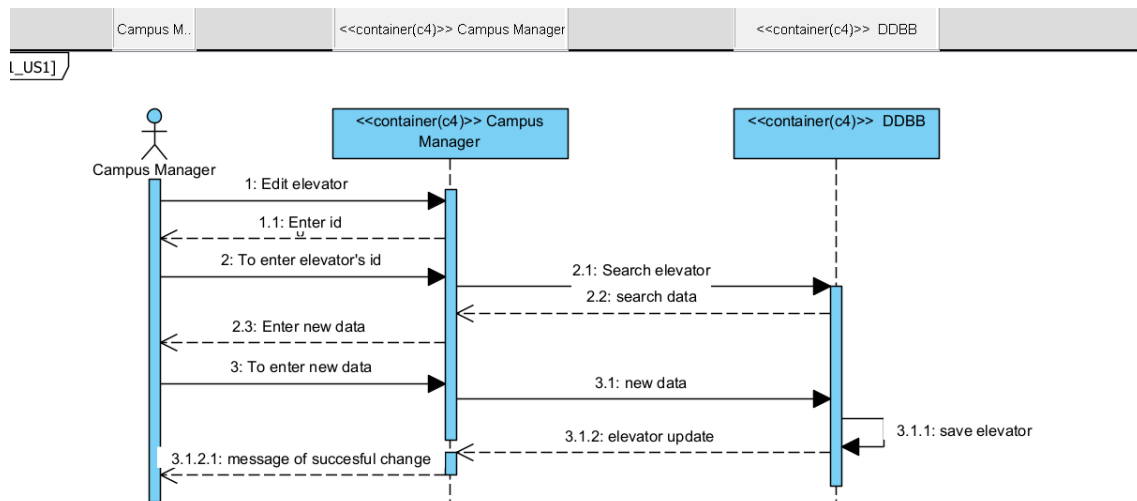 Campus M..
<<container(c4)>> Campus Manager
<<container(c4)>> DDBB
1_US1]
<<container(c4)>> Campus
Manager
<<container(c4)>> DDBB
Campus Manager
1: Edit elevator
1.1: Enter id
2: To enter elevator's id
2.1: Search elevator
2.2: search data
2.3: Enter new data
3: To enter new data
3.1: new data
3.1.1: save elevator
3.1.2: elevator update
3.1.2.1: message of succesful change